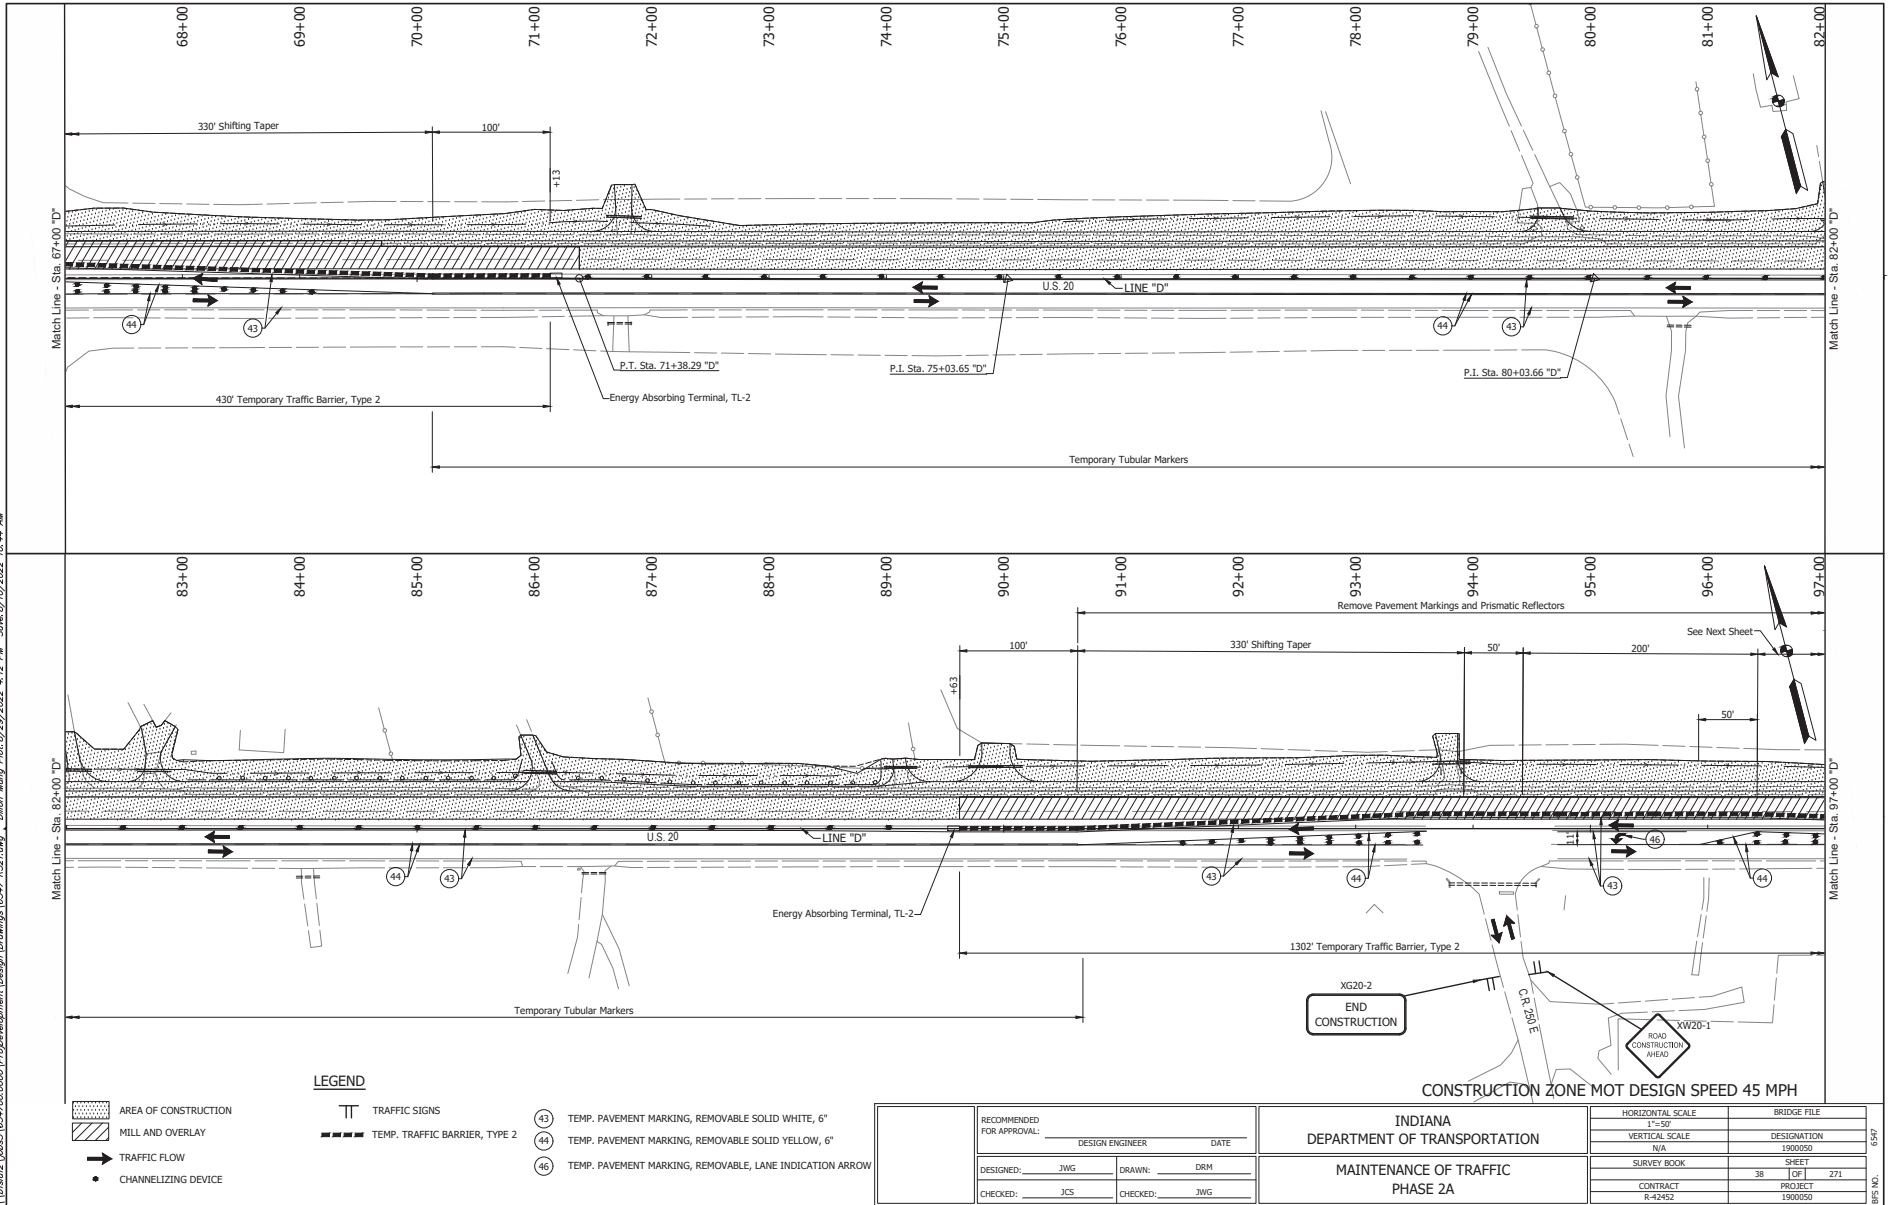 68+00
69+00
70+00
71+00
72+00
73+00
74+00
75+00
76+00
77+00
78+00
79+00
80+00
81+00
82+00
330' Shifting Taper
100'
+13
Match Line - Sta. 67+00 "D"
Match Line - Sta. 82+00 "D"
U.S. 20
LINE "D"
44
43
44
43
P.T. Sta. 71+38.29 "D"
P.I. Sta. 75+03.65 "D"
P.I. Sta. 80+03.66 "D"
430' Temporary Traffic Barrier, Type 2
Energy Absorbing Terminal, TL-2
Temporary Tubular Markers
83+00
84+00
85+00
86+00
87+00
88+00
89+00
90+00
91+00
92+00
93+00
94+00
95+00
96+00
97+00
Remove Pavement Markings and Prismatic Reflectors
See Next Sheet
100'
330' Shifting Taper
50'
200'
+63
50'
Match Line - Sta. 82+00 "D"
Match Line - Sta. 97+00 "D"
U.S. 20
LINE "D"
11'
46
44
43
43
44
43
44
Energy Absorbing Terminal, TL-2
1302' Temporary Traffic Barrier, Type 2
XG20-2
END
CONSTRUCTION
C.R. 250 E
XW20-1
ROAD
CONSTRUCTION
AHEAD
Temporary Tubular Markers
CONSTRUCTION ZONE MOT DESIGN SPEED 45 MPH
LEGEND
AREA OF CONSTRUCTION
MILL AND OVERLAY
TRAFFIC FLOW
CHANNELIZING DEVICE
TRAFFIC SIGNS
TEMP. TRAFFIC BARRIER, TYPE 2
43 TEMP. PAVEMENT MARKING, REMOVABLE SOLID WHITE, 6"
44 TEMP. PAVEMENT MARKING, REMOVABLE SOLID YELLOW, 6"
46 TEMP. PAVEMENT MARKING, REMOVABLE, LANE INDICATION ARROW
RECOMMENDED
FOR APPROVAL:
DESIGN ENGINEER DATE
DESIGNED: JWG DRAWN: DRM
CHECKED: JCS CHECKED: JWG
INDIANA
DEPARTMENT OF TRANSPORTATION
MAINTENANCE OF TRAFFIC
PHASE 2A
HORIZONTAL SCALE
1"=50'
BRIDGE FILE
VERTICAL SCALE
N/A
DESIGNATION
1900050
SURVEY BOOK
SHEET
38 OF 271
CONTRACT
R-42452
PROJECT
1900050
BFS NO. 6547